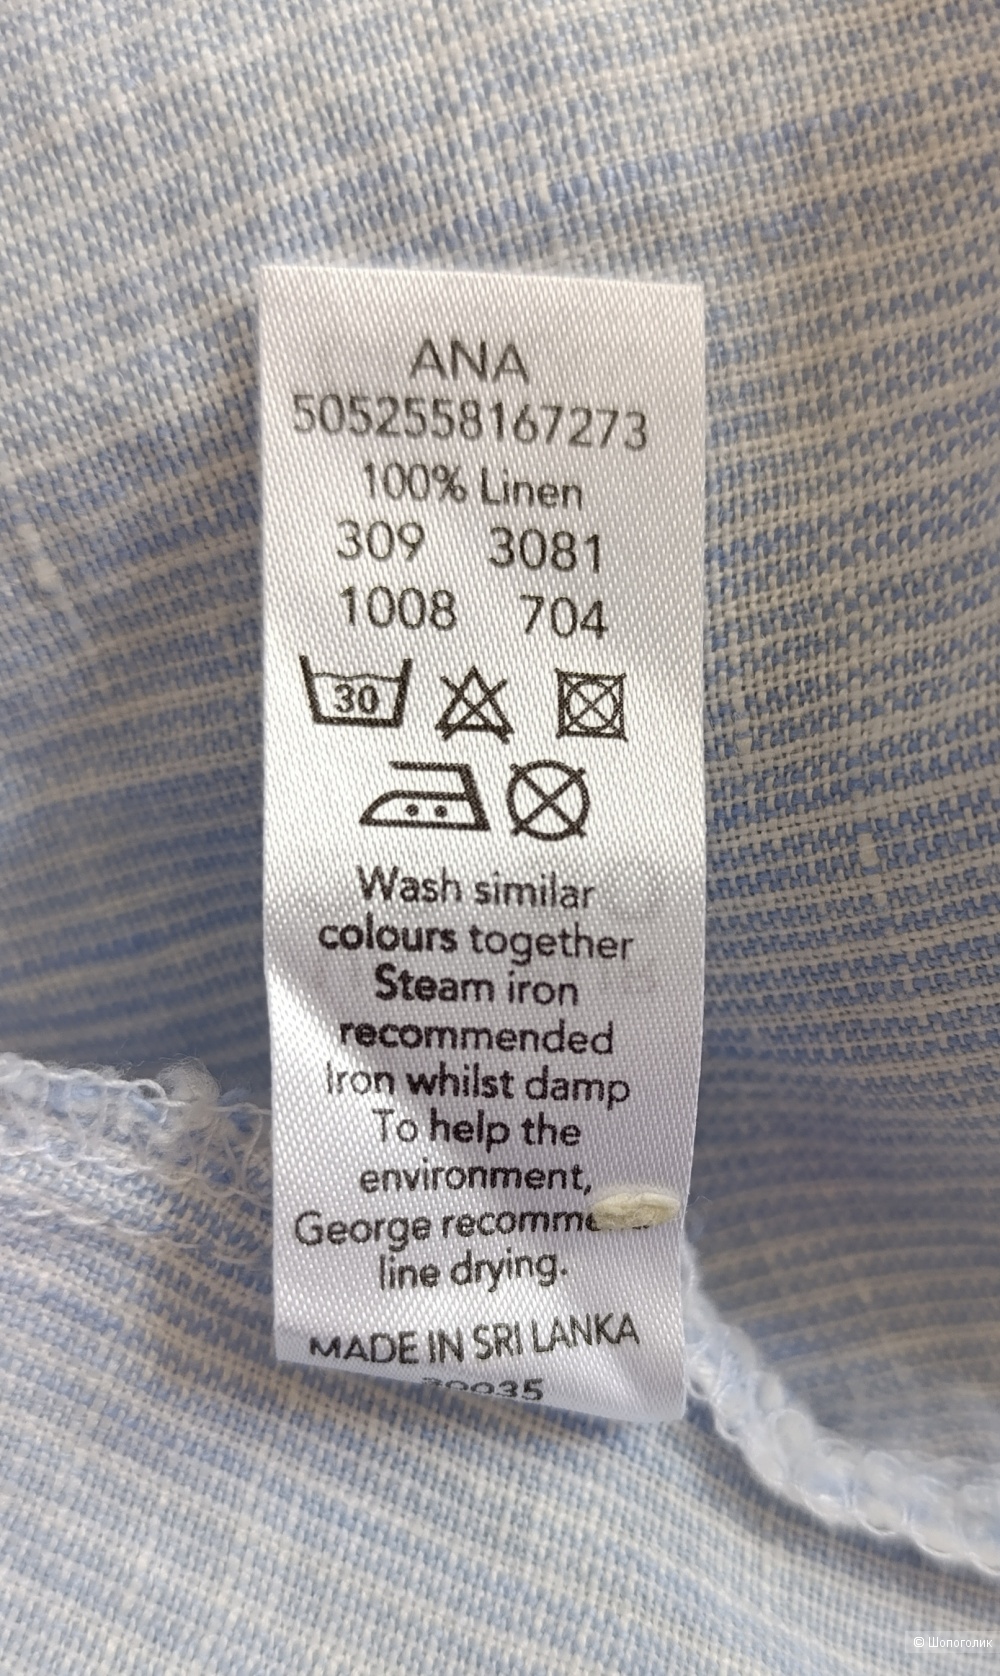 ANA
5052558167273
100% Linen
309 3081
1008 704
30
Wash similar
colours together
Steam iron
recommended
Iron whilst damp
To help the
environment,
George
line drying.
MADE IN SRI LANKA
© Шопоголик